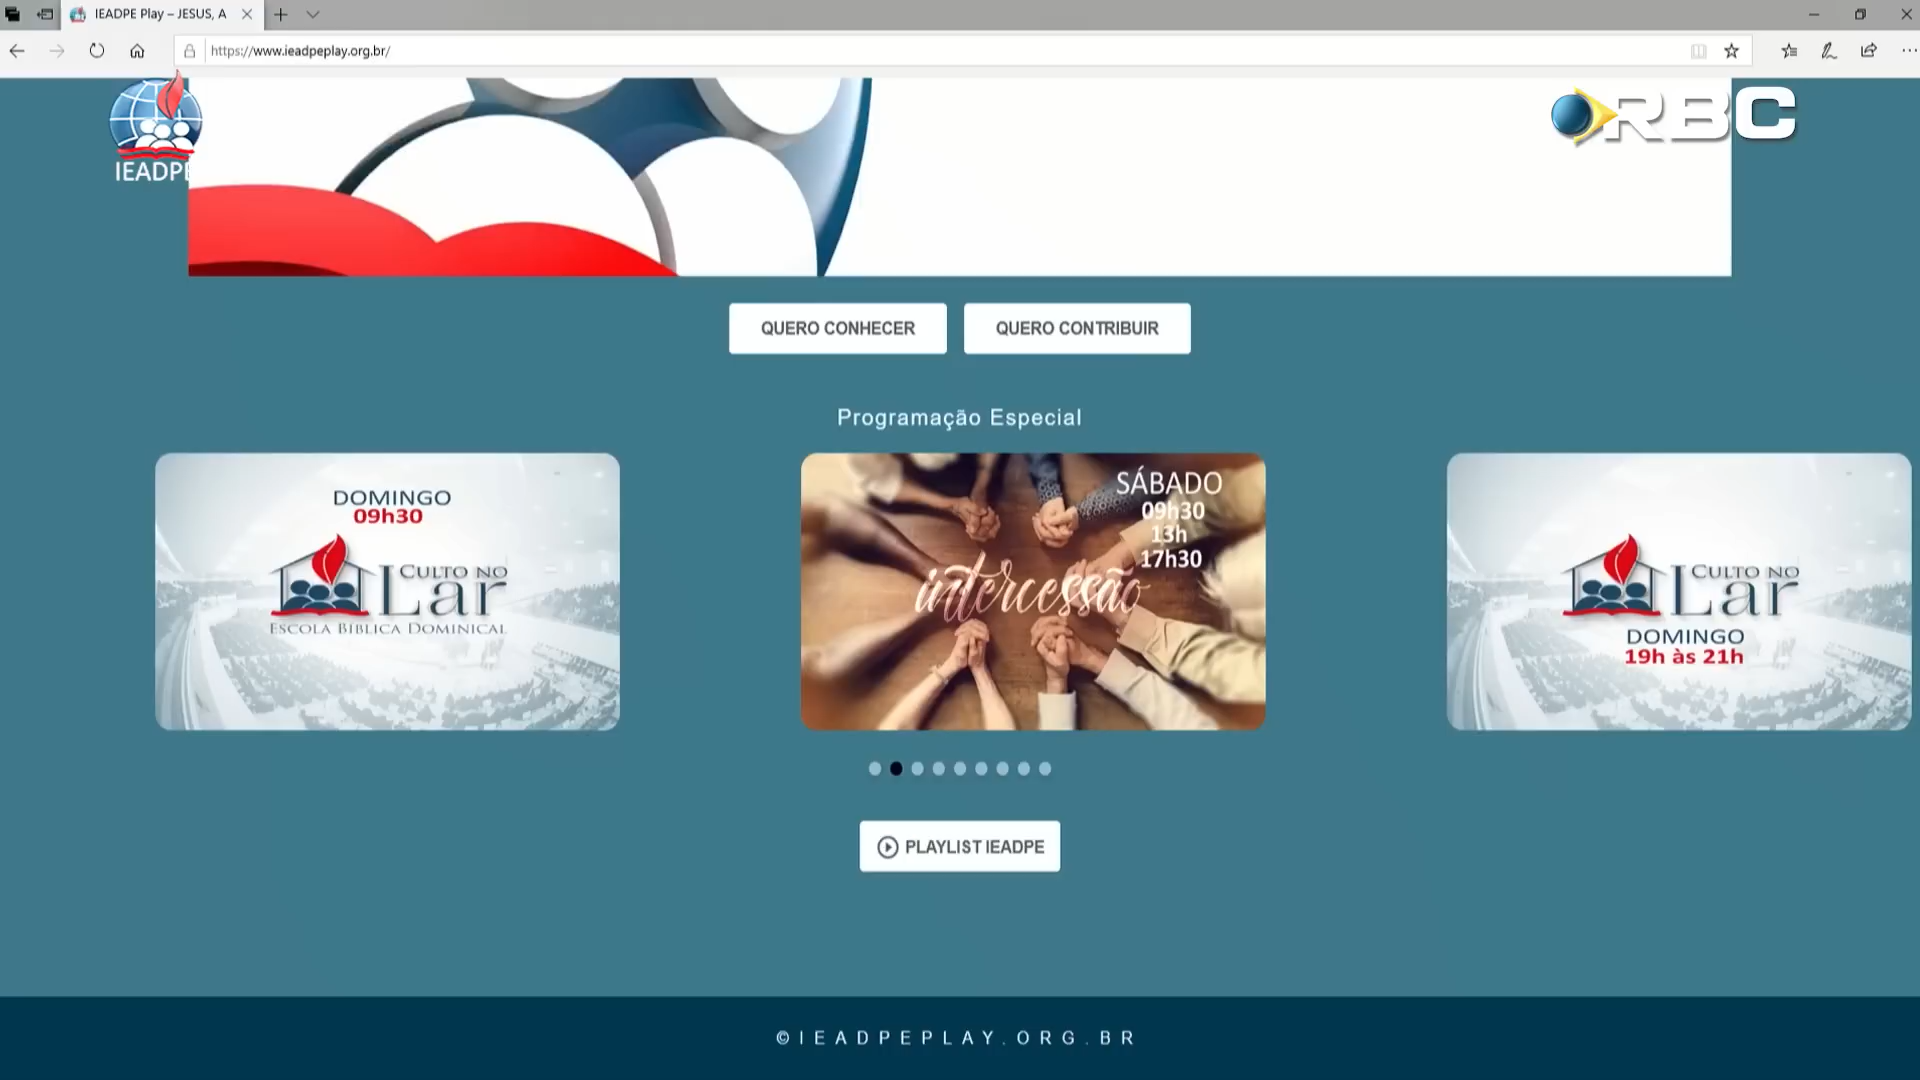 IEADPE Play – JESUS, A
https://www.ieadpeplay.org.br/
IEADPE
RBC
QUERO CONHECER
QUERO CONTRIBUIR
Programação Especial
DOMINGO
09h30
CULTO NO
Lar
ESCOLA BÍBLICA DOMINICAL
SÁBADO
09h30
13h
17h30
intercessão
CULTO NO
Lar
DOMINGO
19h às 21h
PLAYLIST IEADPE
©IEADPEPLAY.ORG.BR